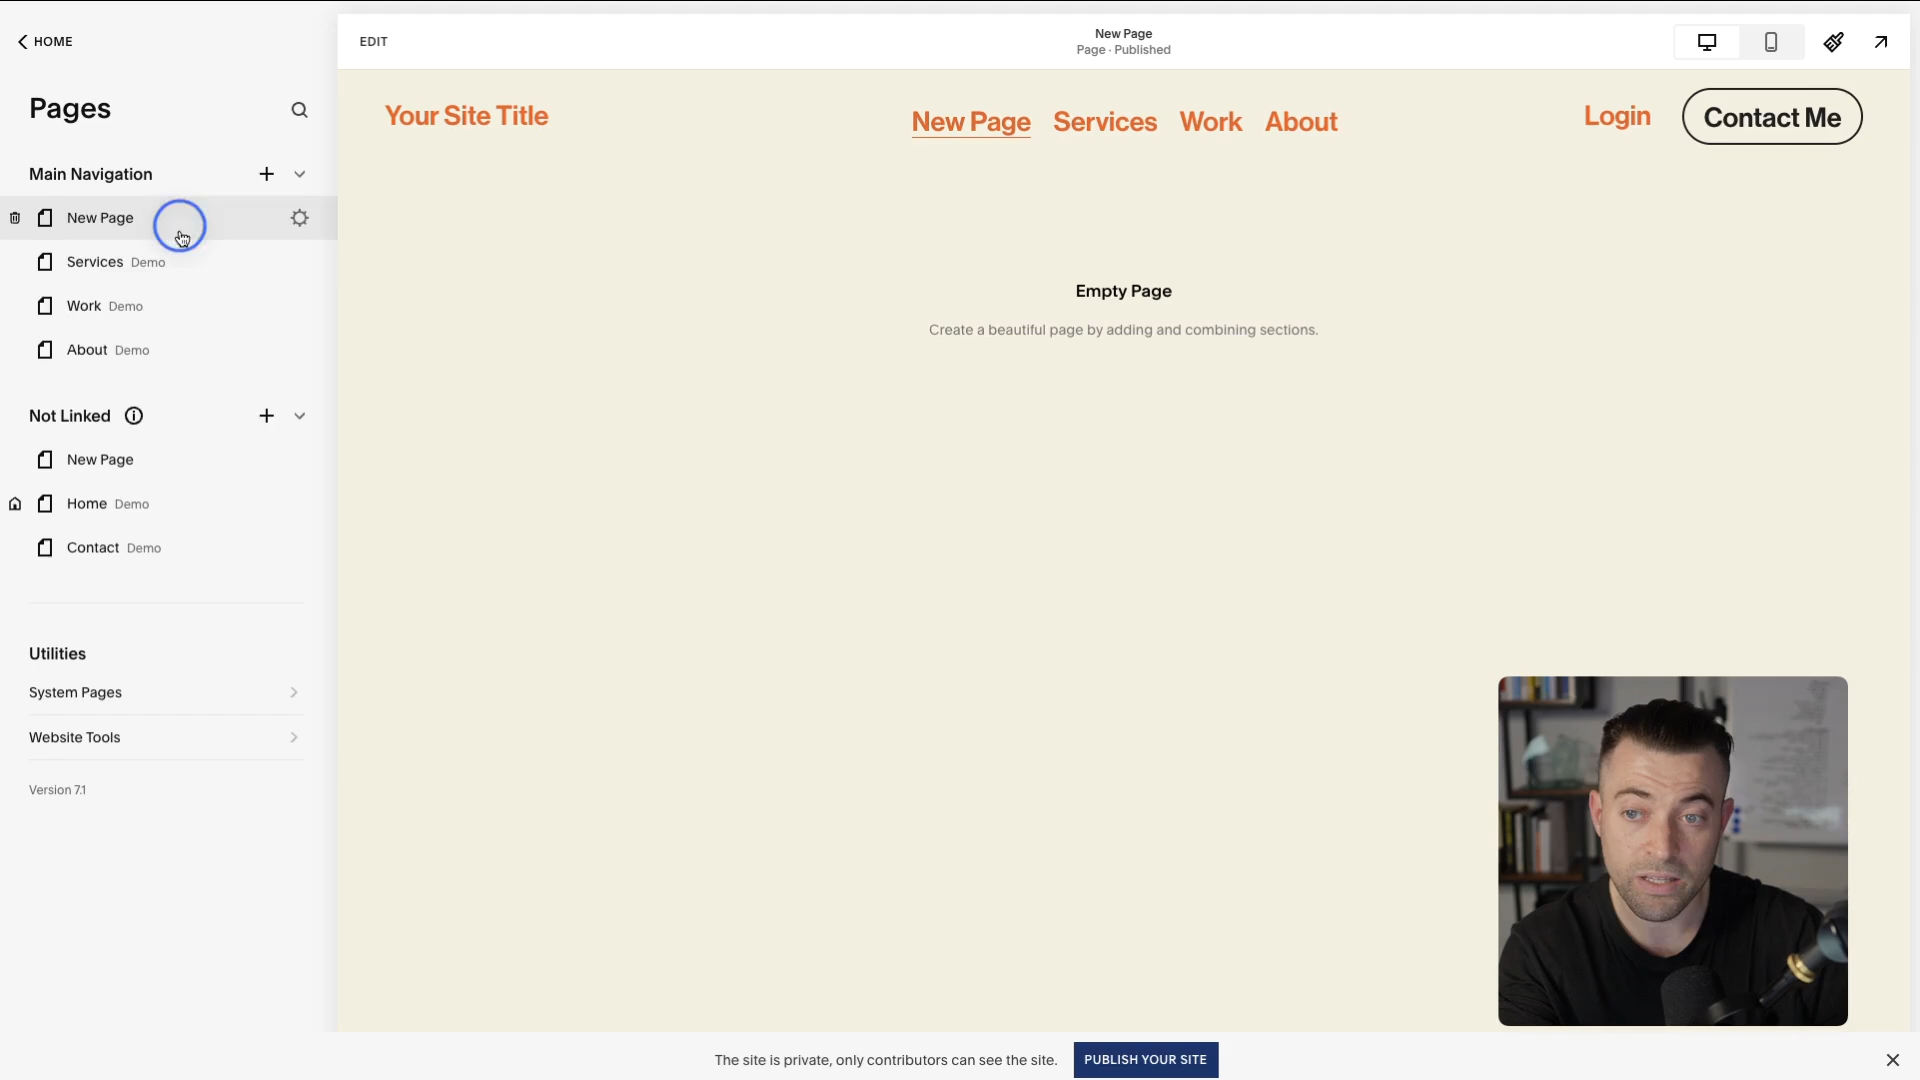 HOME
Pages
Main Navigation
New Page
Services Demo
Work Demo
About Demo
Not Linked
New Page
Home Demo
Contact Demo
Utilities
System Pages
Website Tools
Version 7.1
EDIT
New Page
Page · Published
Your Site Title
New Page Services Work About
Login
Contact Me
Empty Page
Create a beautiful page by adding and combining sections.
The site is private, only contributors can see the site.
PUBLISH YOUR SITE